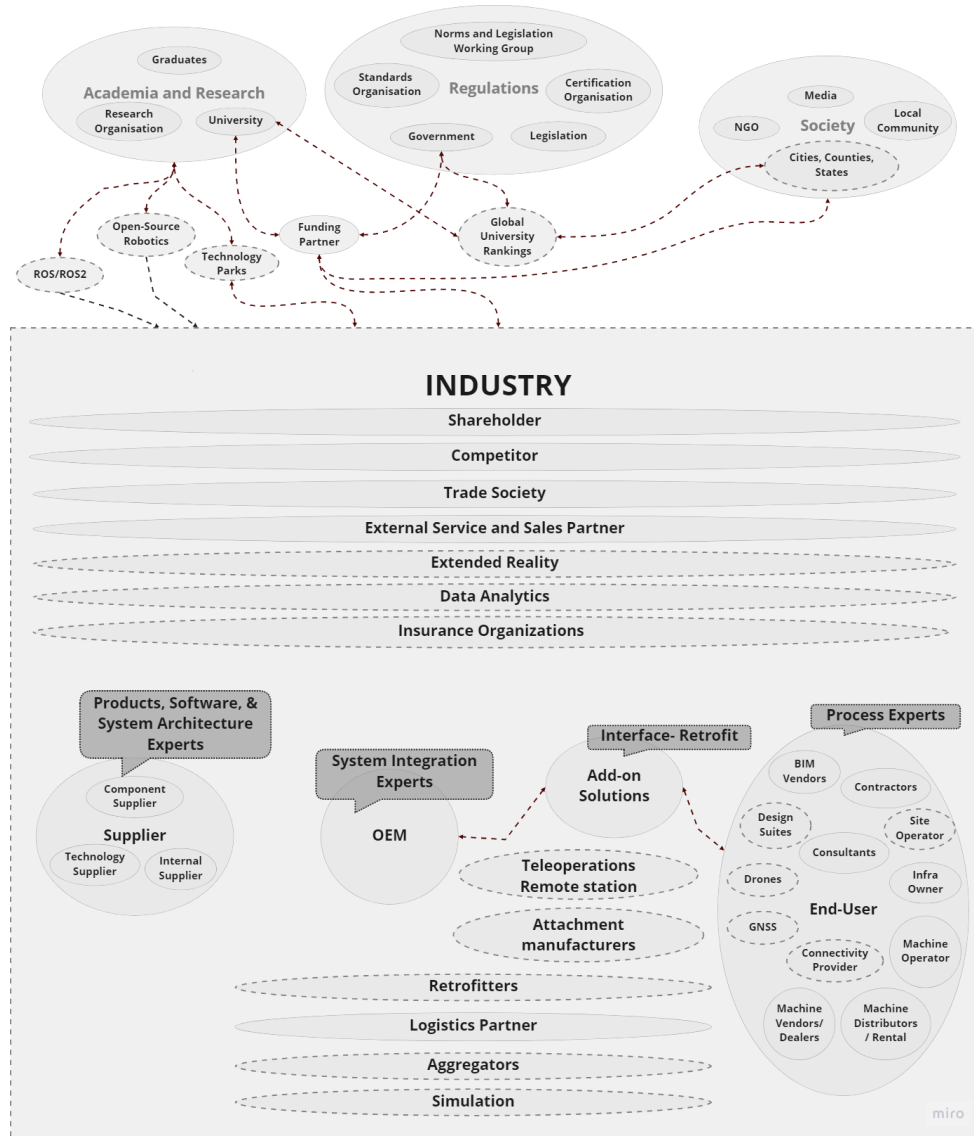 Graduates
Academia and Research
Research
Organisation
University
Norms and Legislation
Working Group
Standards
Organisation
Regulations
Certification
Organisation
Government
Legislation
Media
NGO
Society
Local
Community
Cities, Counties,
States
Open-Source
Robotics
ROS/ROS2
Technology
Parks
Funding
Partner
Global
University
Rankings
INDUSTRY
Shareholder
Competitor
Trade Society
External Service and Sales Partner
Extended Reality
Data Analytics
Insurance Organizations
Products, Software, &
System Architecture
Experts
Component
Supplier
Supplier
Technology
Supplier
Internal
Supplier
System Integration
Experts
OEM
Interface- Retrofit
Add-on
Solutions
Teleoperations
Remote station
Attachment
manufacturers
Retrofitters
Logistics Partner
Aggregators
Simulation
Process Experts
BIM
Vendors
Contractors
Design
Suites
Site
Operator
Consultants
Drones
Infra
Owner
End-User
GNSS
Connectivity
Provider
Machine
Operator
Machine
Vendors/
Dealers
Machine
Distributors
/ Rental
miro